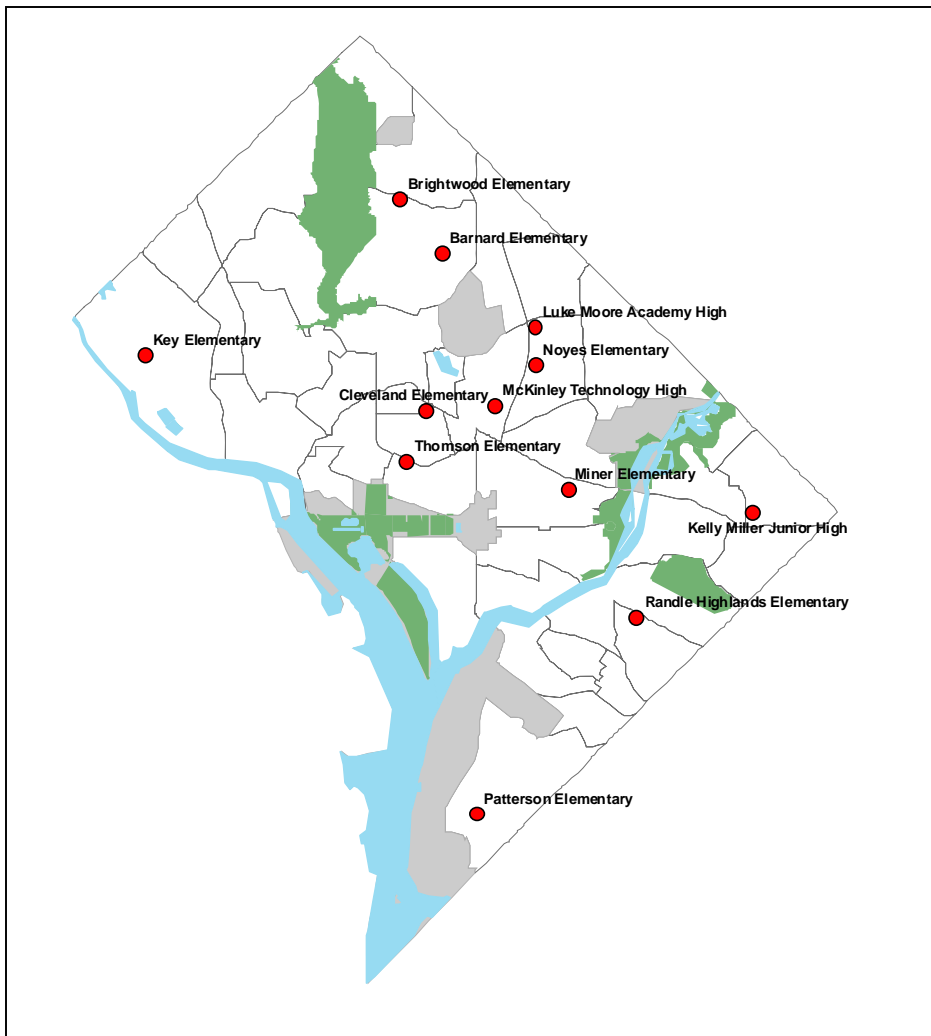 Brightwood Elementary
Barnard Elementary
Luke Moore Academy High
Key Elementary
Noyes Elementary
McKinley Technology High
Cleveland Elementary
Thomson Elementary
Miner Elementary
Kelly Miller Junior High
Randle Highlands Elementary
Patterson Elementary